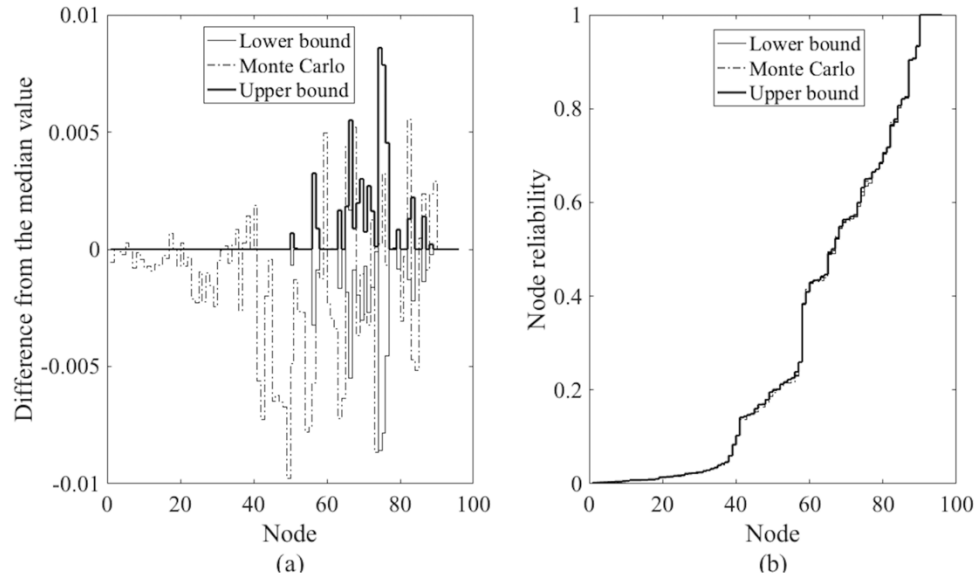 0.01
0.005
0
-0.005
-0.01
Difference from the median value
Lower bound
Monte Carlo
Upper bound
0 20 40 60 80 100
Node
(a)
1
0.8
0.6
0.4
0.2
0
Node reliability
Lower bound
Monte Carlo
Upper bound
0 20 40 60 80 100
Node
(b)